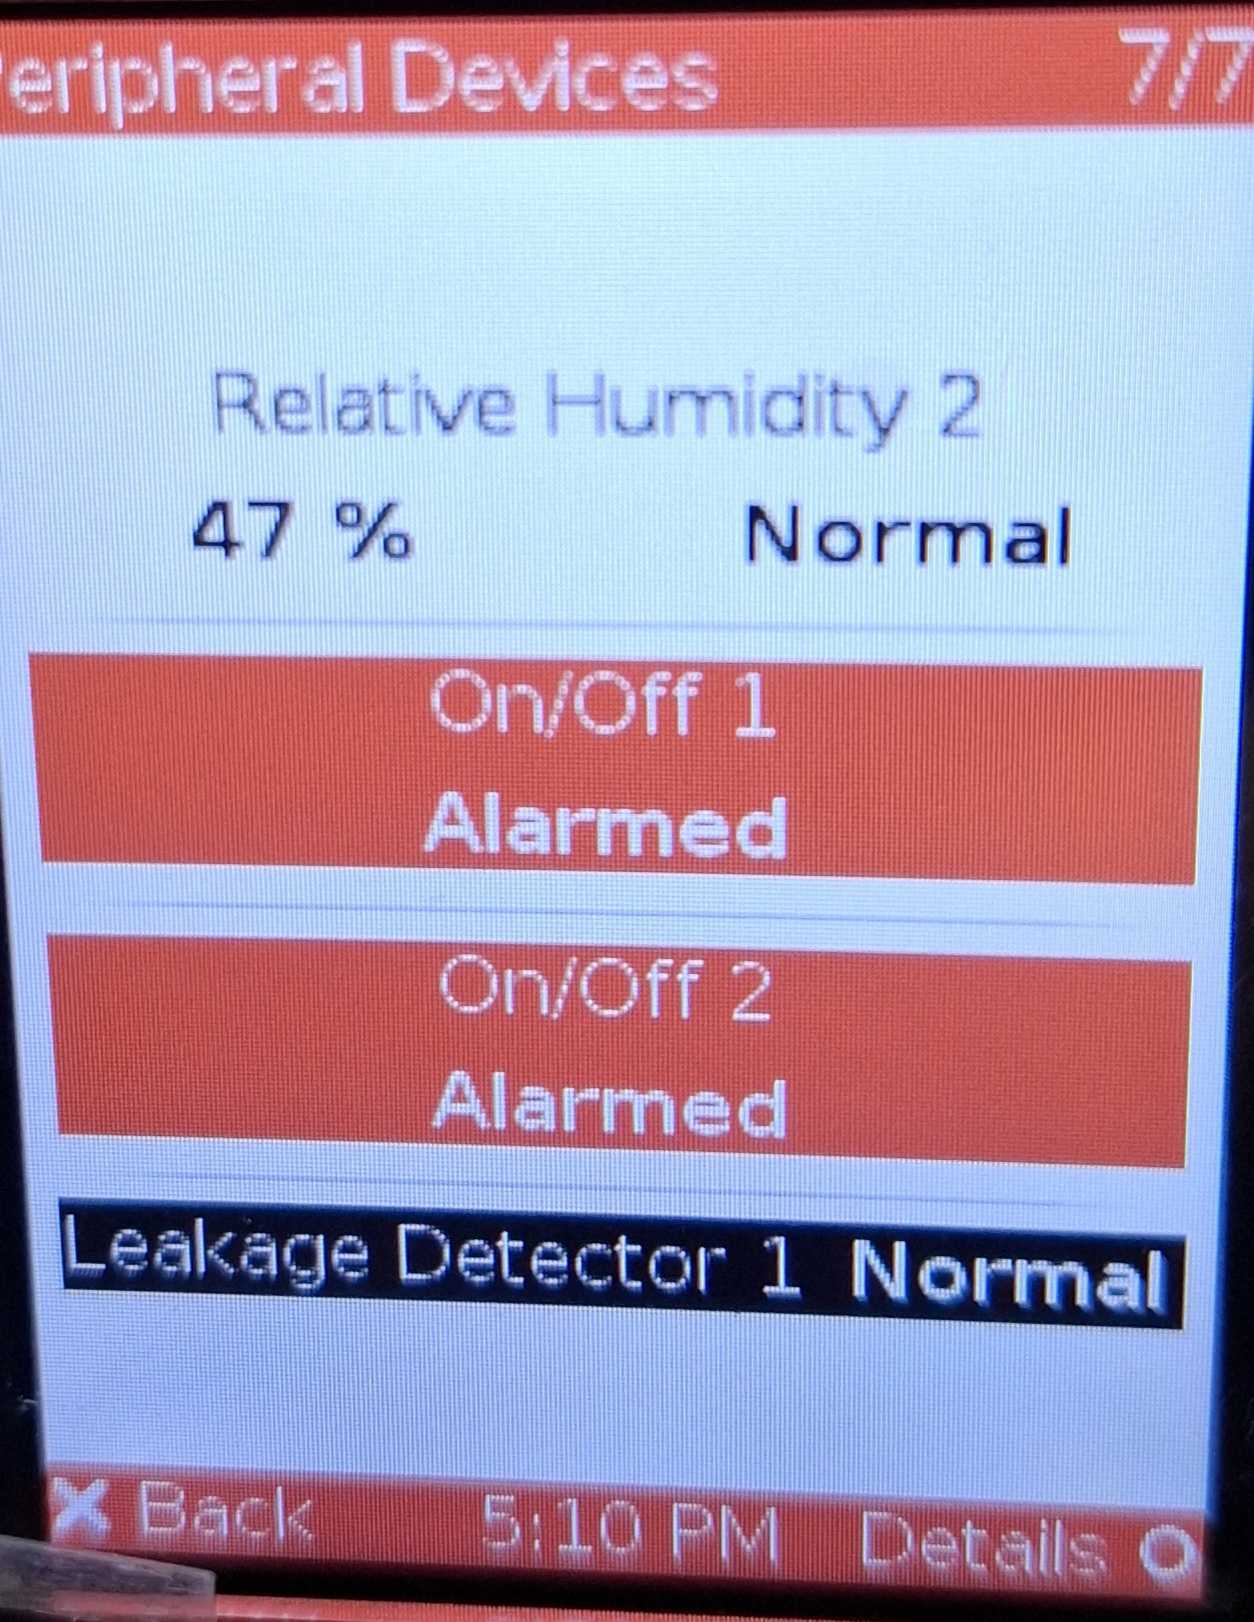 Peripheral Devices 7/7
Relative Humidity 2
47 % Normal
On/Off 1
Alarmed
On/Off 2
Alarmed
Leakage Detector 1 Normal
Back 5:10 PM Details